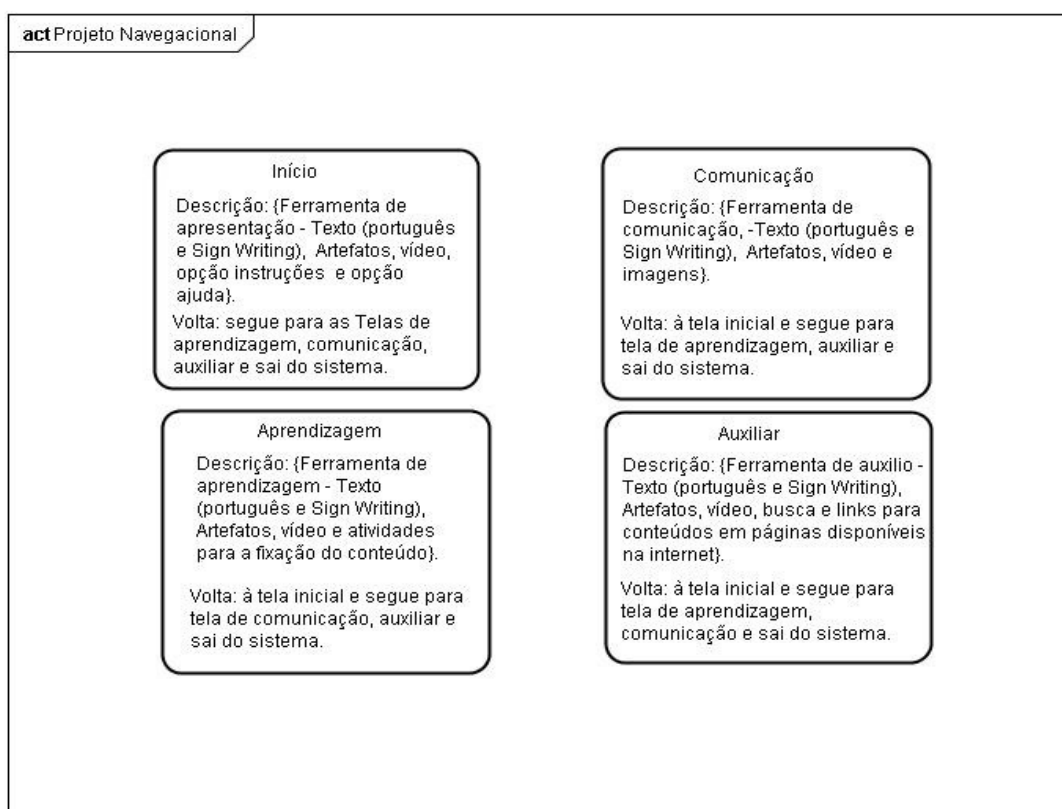 act Projeto Navegacional
Início
Descrição: {Ferramenta de
apresentação - Texto (português
e Sign Writing), Artefatos, vídeo,
opção instruções e opção
ajuda}.
Volta: segue para as Telas de
aprendizagem, comunicação,
auxiliar e sai do sistema.
Comunicação
Descrição: {Ferramenta de
comunicação, -Texto (português e
Sign Writing), Artefatos, vídeo e
imagens}.
Volta: à tela inicial e segue para
tela de aprendizagem, auxiliar e
sai do sistema.
Aprendizagem
Descrição: {Ferramenta de
aprendizagem - Texto
(português e Sign Writing),
Artefatos, vídeo e atividades
para a fixação do conteúdo}.
Volta: à tela inicial e segue para
tela de comunicação, auxiliar e
sai do sistema.
Auxiliar
Descrição: {Ferramenta de auxilio -
Texto (português e Sign Writing),
Artefatos, vídeo, busca e links para
conteúdos em páginas disponíveis
na internet}.
Volta: à tela inicial e segue para
tela de aprendizagem,
comunicação e sai do sistema.